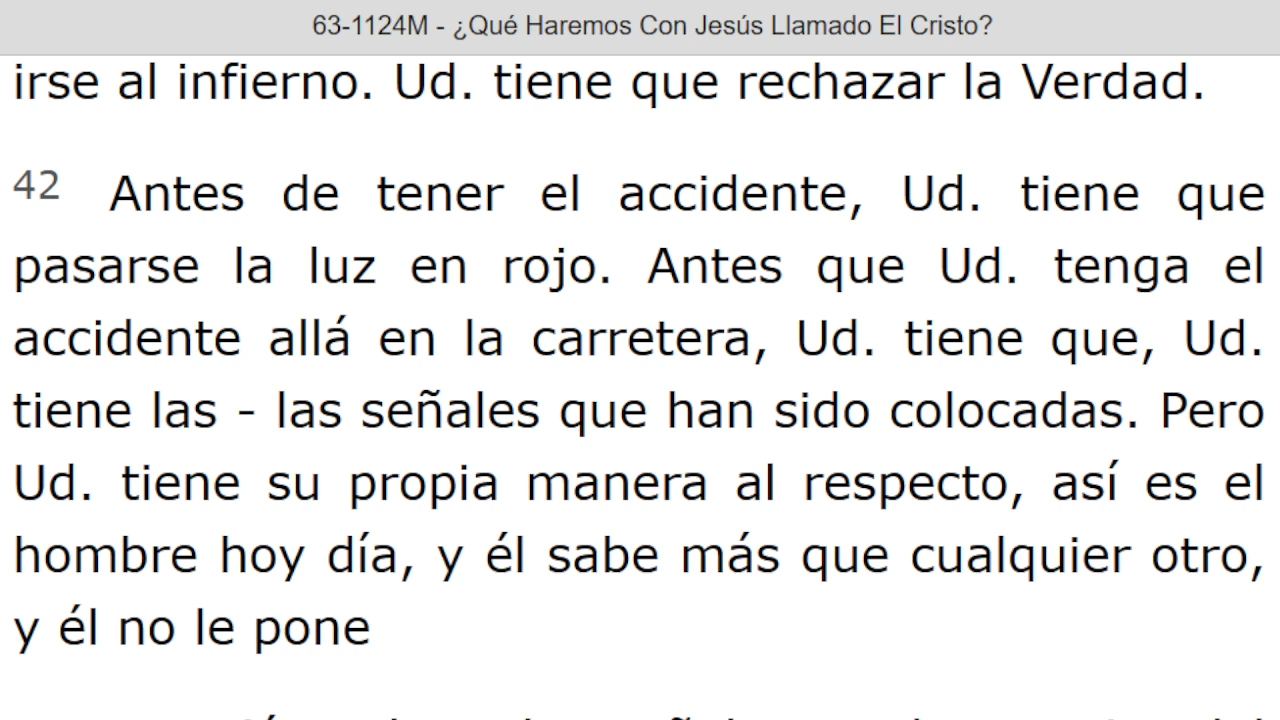 63-1124M - ¿Qué Haremos Con Jesús Llamado El Cristo?
irse al infierno. Ud. tiene que rechazar la Verdad.
42 Antes de tener el accidente, Ud. tiene que
pasarse la luz en rojo. Antes que Ud. tenga el
accidente allá en la carretera, Ud. tiene que, Ud.
tiene las - las señales que han sido colocadas. Pero
Ud. tiene su propia manera al respecto, así es el
hombre hoy día, y él sabe más que cualquier otro,
y él no le pone